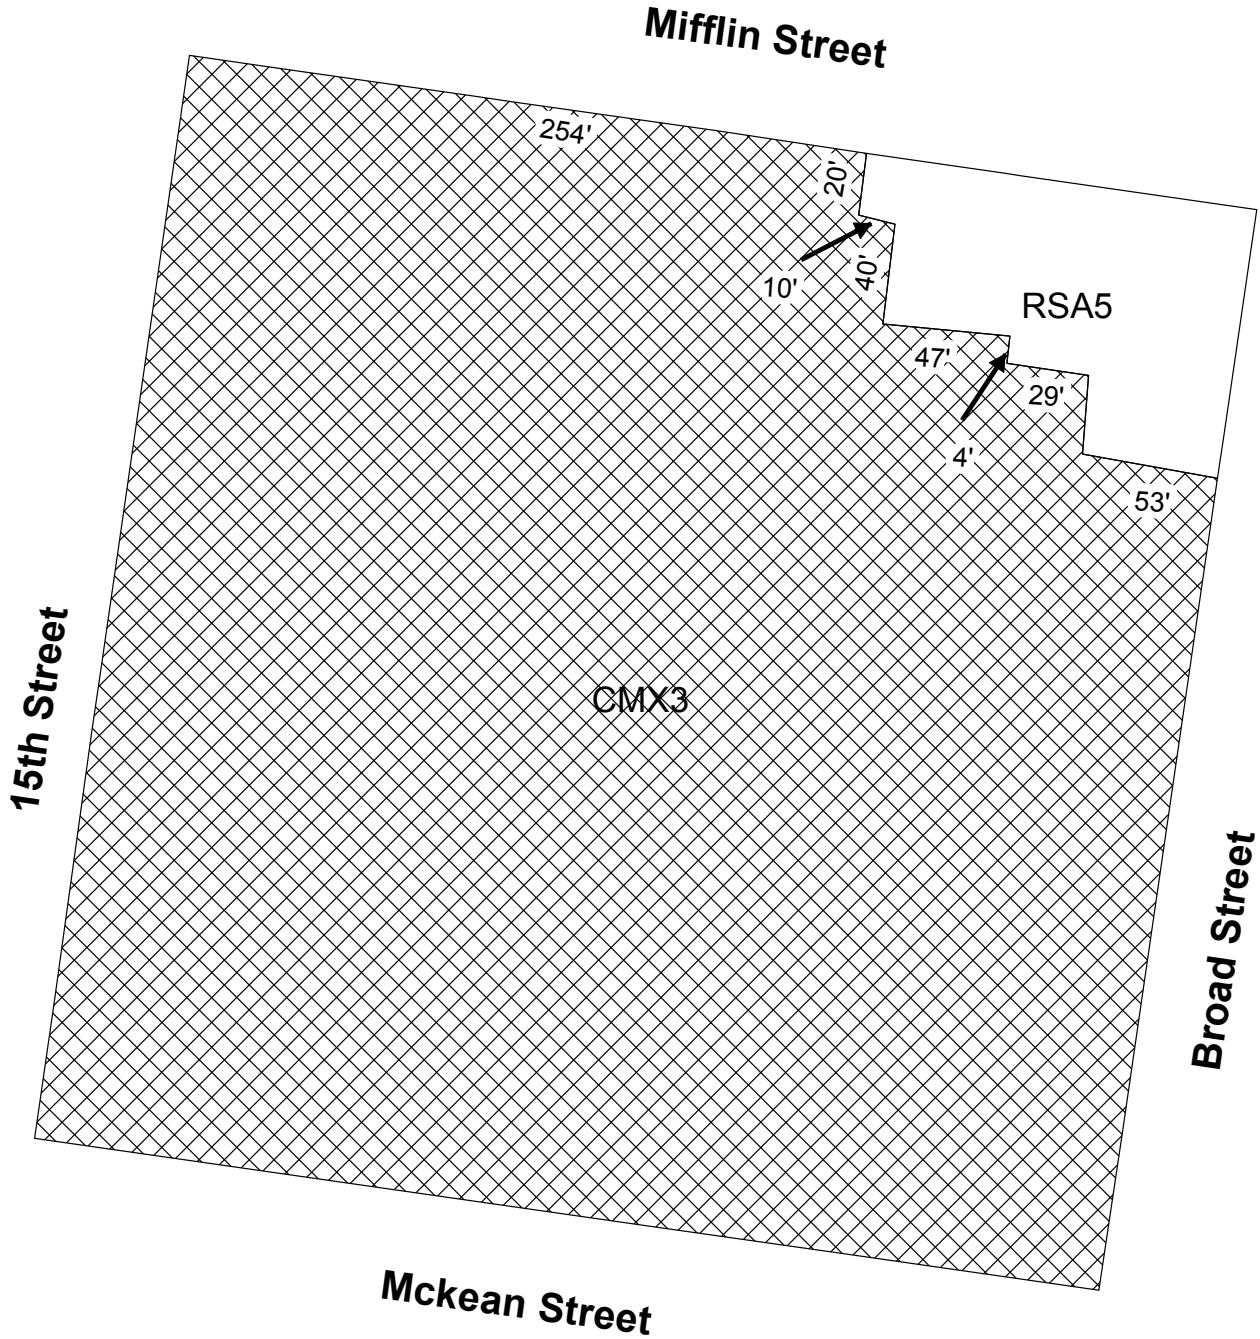 Mifflin Street
254'
20'
10'
40'
RSA5
47'
29'
4'
53'
CMX3
15th Street
Broad Street
Mckean Street